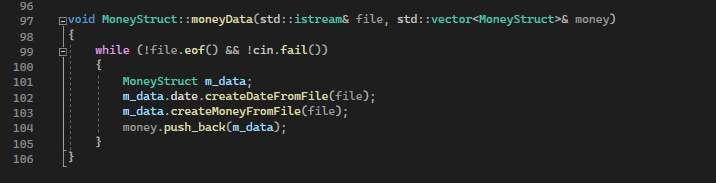 96
97 void MoneyStruct::moneyData(std::istream& file, std::vector<MoneyStruct>& money)
98 {
99 while (!file.eof() && !cin.fail())
100 {
101 MoneyStruct m_data;
102 m_data.date.createDateFromFile(file);
103 m_data.createMoneyFromFile(file);
104 money.push_back(m_data);
105 }
106 }